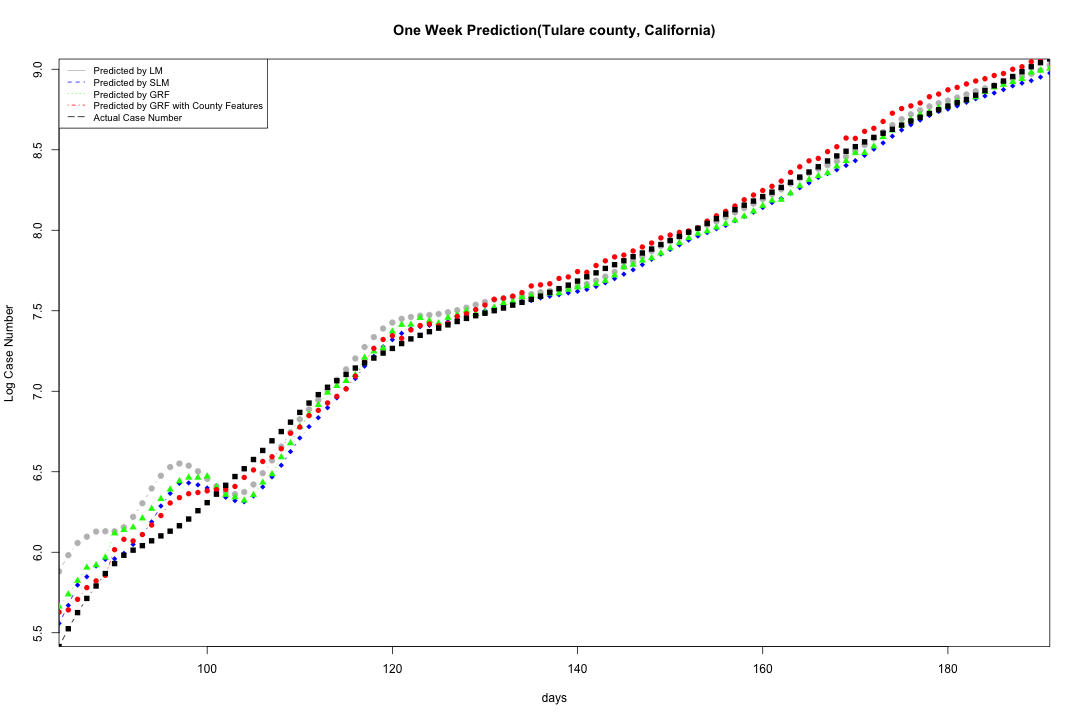 One Week Prediction(Tulare county, California)
Predicted by LM
Predicted by SLM
Predicted by GRF
Predicted by GRF with County Features
Actual Case Number
9.0
8.5
8.0
7.5
7.0
6.5
6.0
5.5
Log Case Number
100 120 140 160 180
days